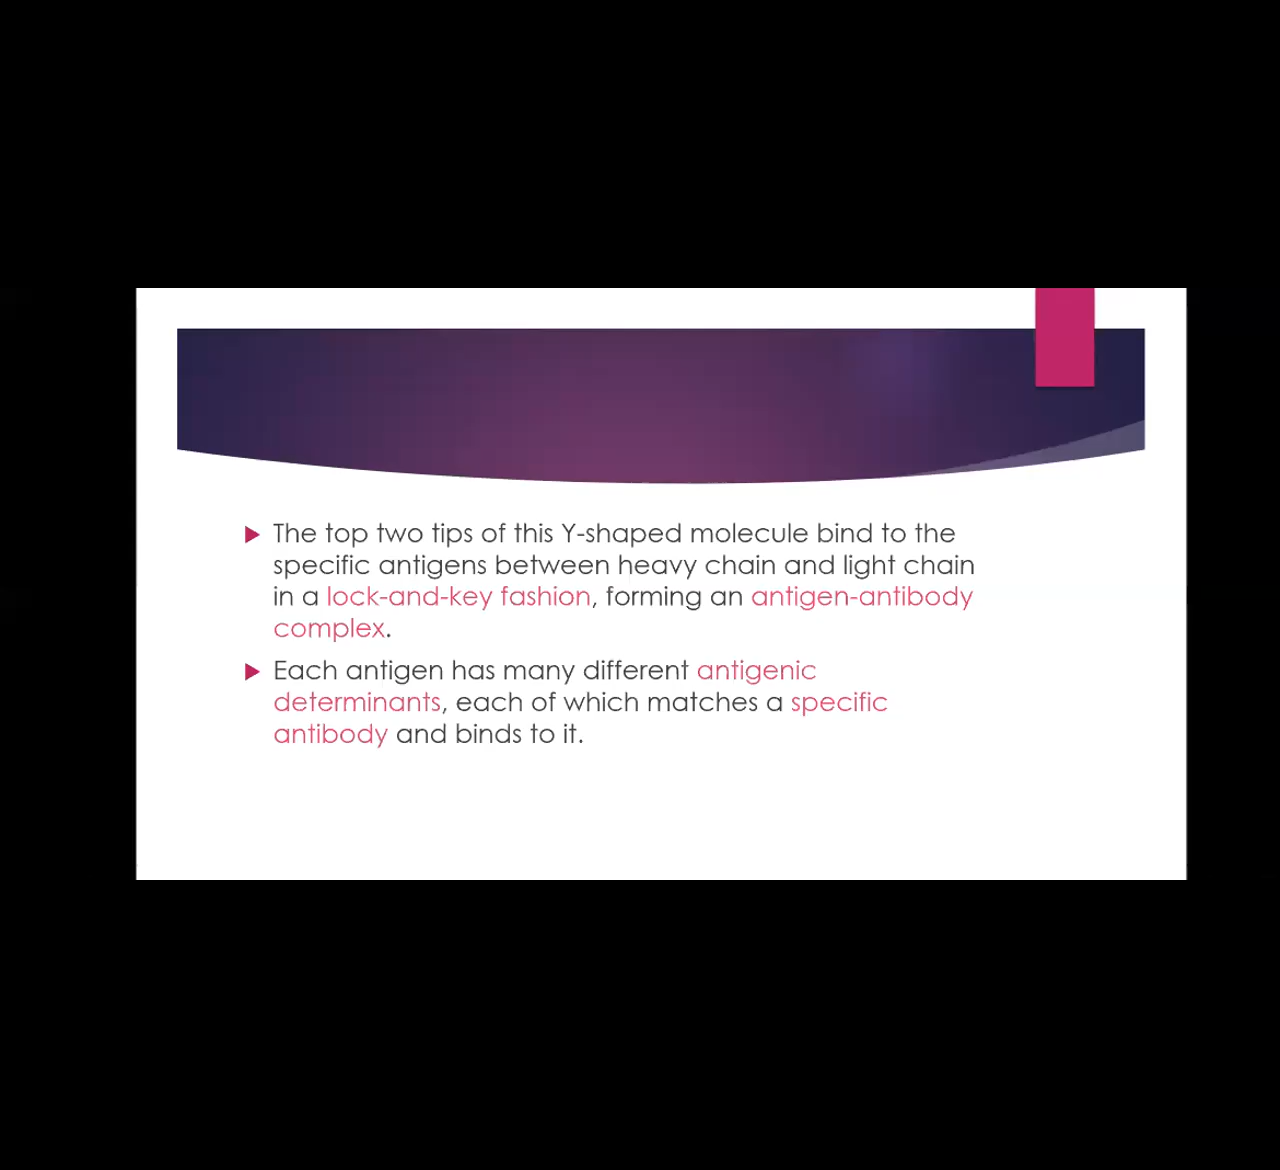 The top two tips of this Y-shaped molecule bind to the
specific antigens between heavy chain and light chain
in a lock-and-key fashion, forming an antigen-antibody
complex.
Each antigen has many different antigenic
determinants, each of which matches a specific
antibody and binds to it.